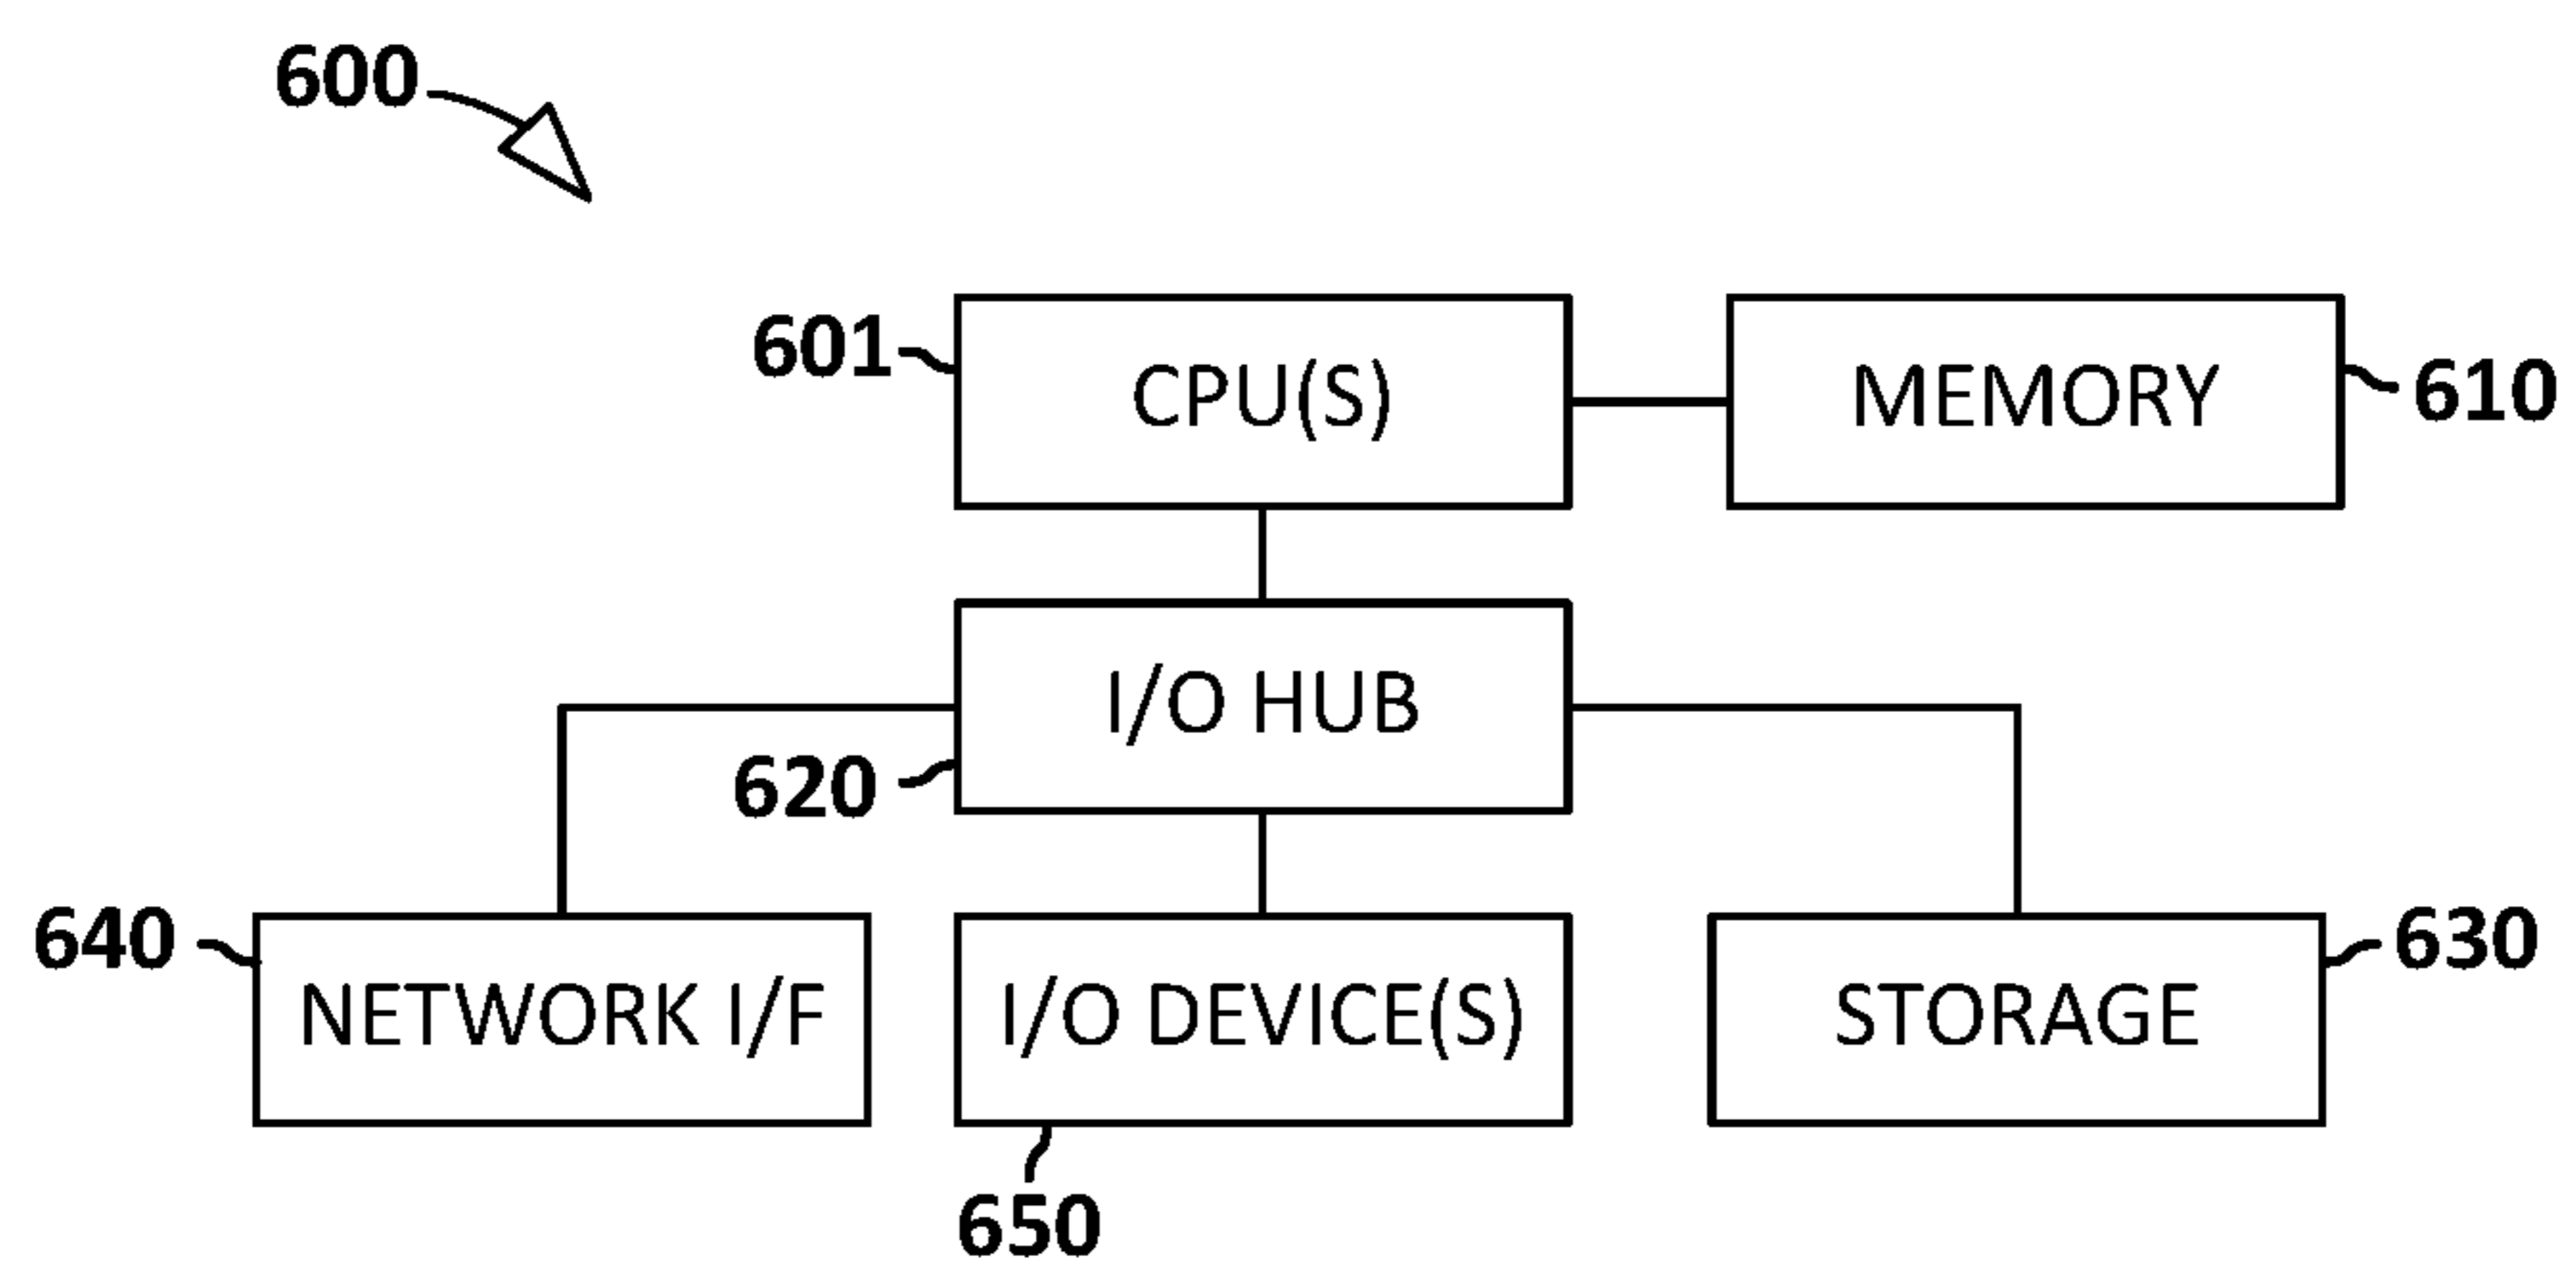 600
601
CPU(S)
MEMORY
610
I/O HUB
620
640
NETWORK I/F
I/O DEVICE(S)
STORAGE
630
650